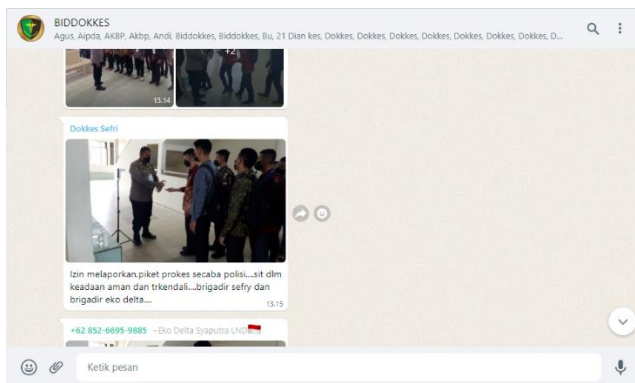 BIDDOKKES
Agus, Aipda, AKBP, Akbp, Andi, Biddokkes, Biddokkes, Bu, 21 Dian kes, Dokkes, Dokkes, Dokkes, Dokkes, Dokkes, Dokkes, Dokkes, D...
+2
13.14
Dokkes Sefri
Izin melaporkan,piket prokes secaba polisi....sit dlm
keadaan aman dan trkendali....brigadir sefry dan
brigadir eko delta....
13.15
+62 852-6695-9885 ~Eko Delta Syaputra LND
Ketik pesan